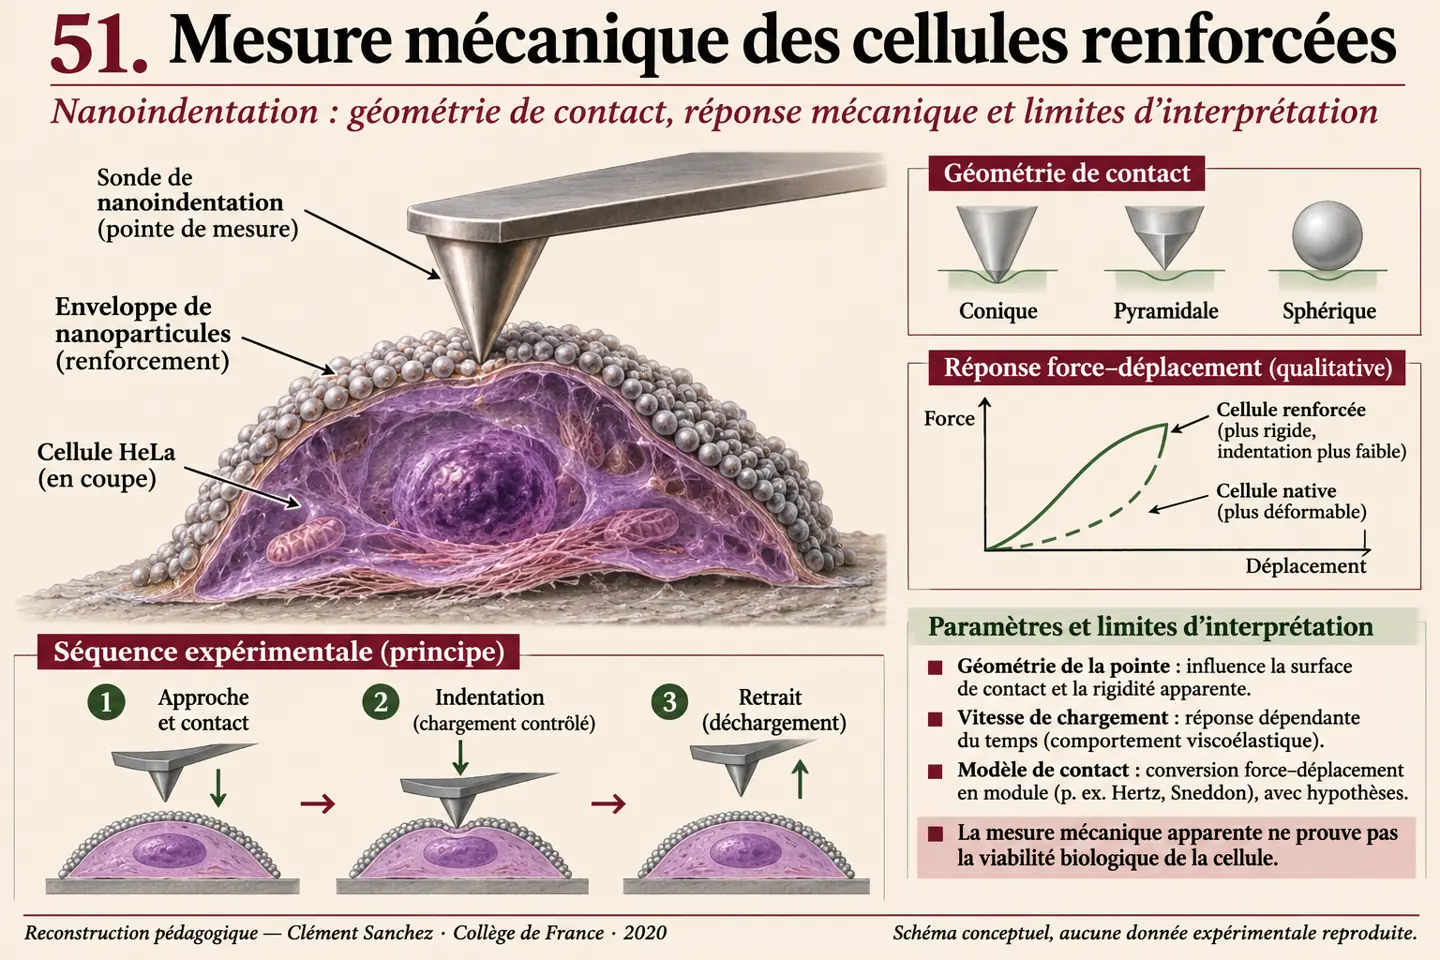 51. Mesure mécanique des cellules renforcées
Nanoindentation : géométrie de contact, réponse mécanique et limites d'interprétation
Sonde de
nanoindentation
(pointe de mesure)
Enveloppe de
nanoparticules
(renforcement)
Cellule HeLa
(en coupe)
Géométrie de contact
Conique
Pyramidale
Sphérique
Réponse force–déplacement (qualitative)
Force
Cellule renforcée
(plus rigide,
indentation plus faible)
Cellule native
(plus déformable)
Déplacement
Séquence expérimentale (principe)
1 Approche
et contact
2 Indentation
(chargement contrôlé)
3 Retrait
(déchargement)
Paramètres et limites d'interprétation
Géométrie de la pointe : influence la surface
de contact et la rigidité apparente.
Vitesse de chargement : réponse dépendante
du temps (comportement viscoélastique).
Modèle de contact : conversion force–déplacement
en module (p. ex. Hertz, Sneddon), avec hypothèses.
La mesure mécanique apparente ne prouve pas
la viabilité biologique de la cellule.
Reconstruction pédagogique — Clément Sanchez · Collège de France · 2020
Schéma conceptuel, aucune donnée expérimentale reproduite.